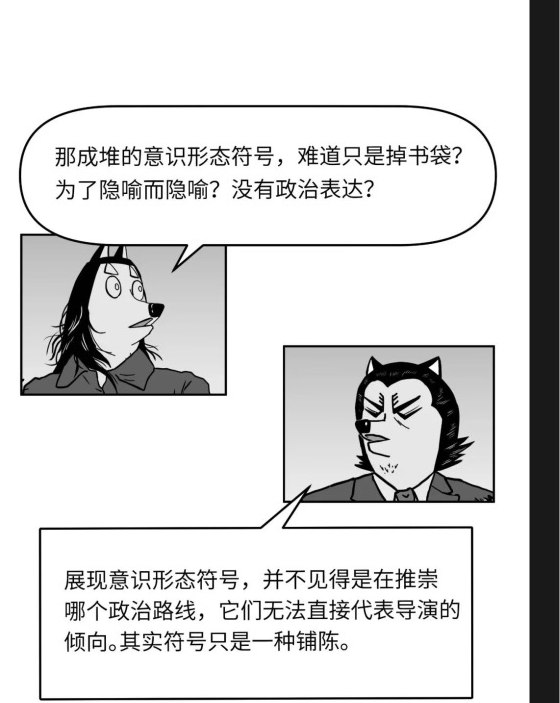 那成堆的意识形态符号，难道只是掉书袋？
为了隐喻而隐喻？没有政治表达？
展现意识形态符号，并不见得是在推崇
哪个政治路线，它们无法直接代表导演的
倾向。其实符号只是一种铺陈。